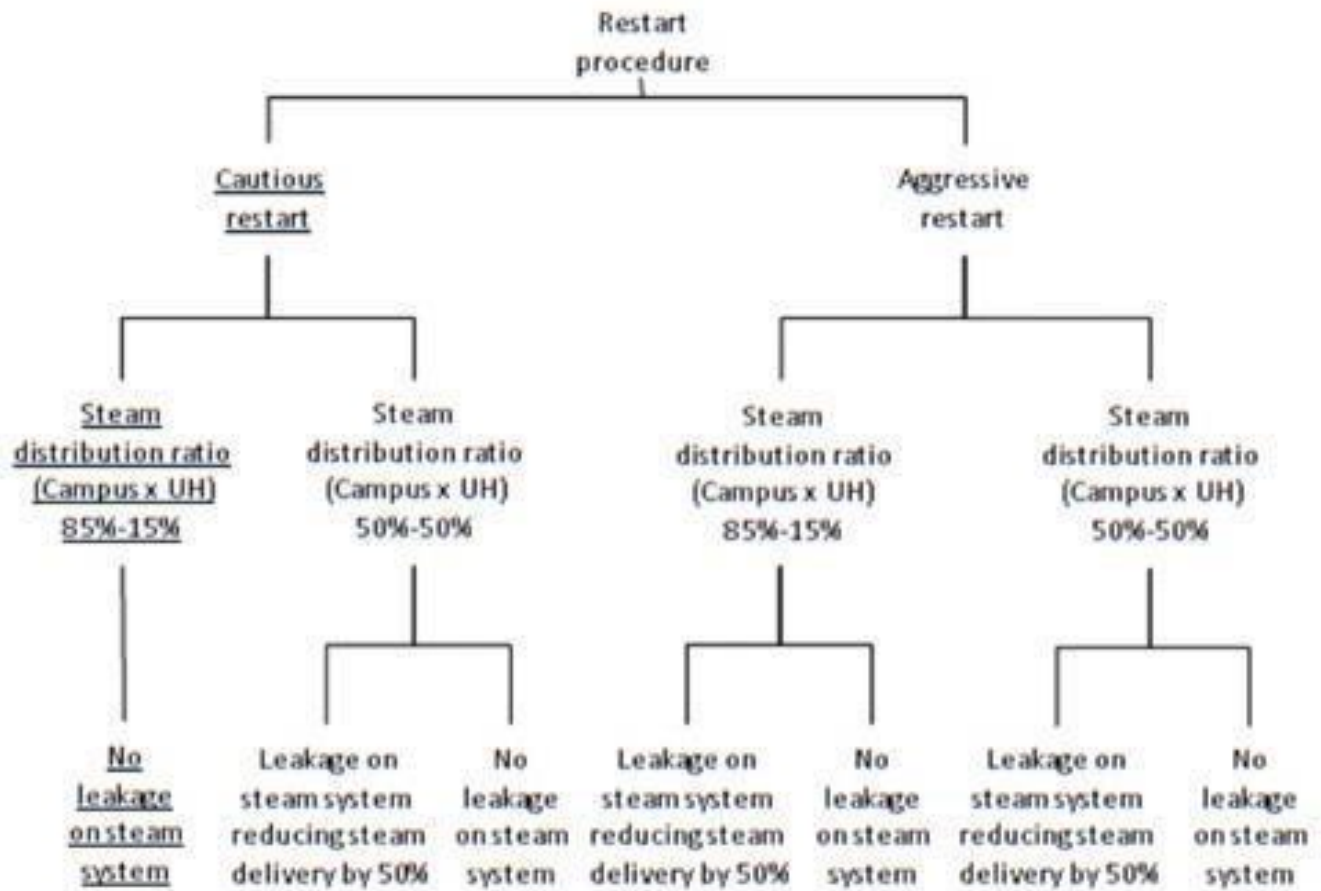 Restart
procedure
Cautious
restart
Aggressive
restart
Steam
distribution ratio
(Campus x UH)
85%-15%
Steam
distribution ratio
(Campus x UH)
50%-50%
Steam
distribution ratio
(Campus x UH)
85%-15%
Steam
distribution ratio
(Campus x UH)
50%-50%
No
leakage
on steam
system
Leakage on
steam system
reducing steam
delivery by 50%
No
leakage
on steam
system
Leakage on
steam system
reducing steam
delivery by 50%
No
leakage
on steam
system
Leakage on
steam system
reducing steam
delivery by 50%
No
leakage
on steam
system